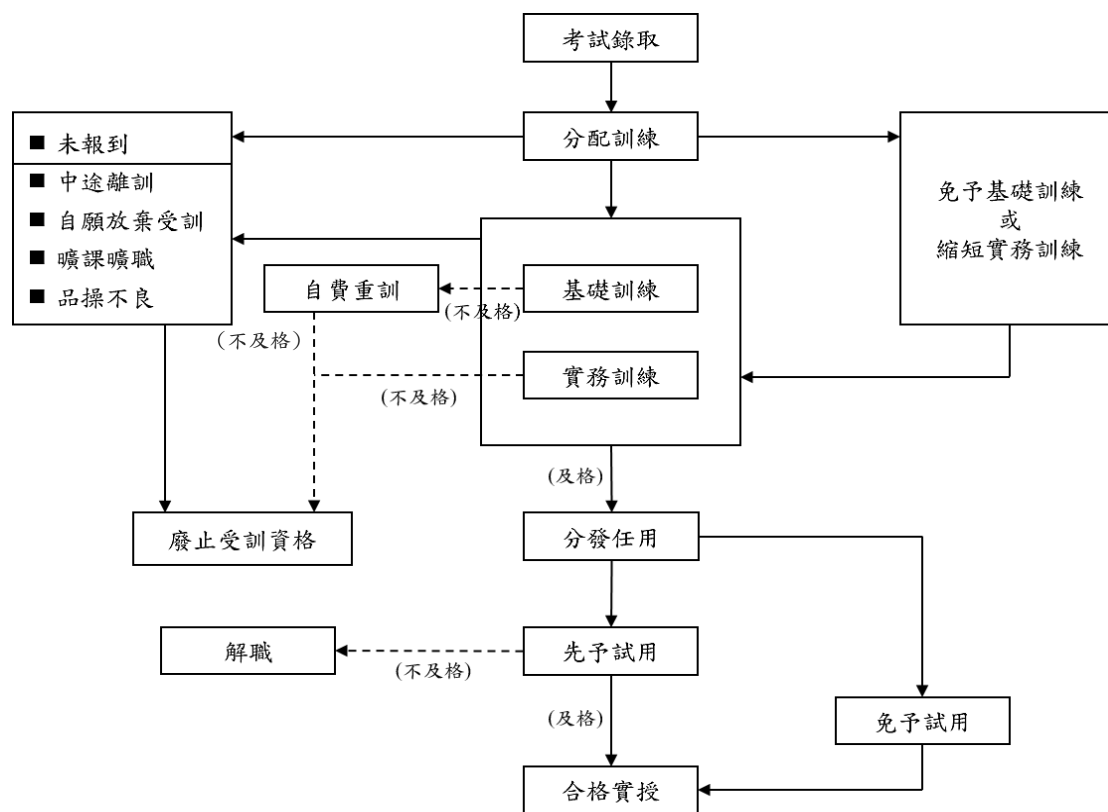 考試錄取
分配訓練
■ 未報到
■ 中途離訓
■ 自願放棄受訓
■ 曠課曠職
■ 品操不良
免予基礎訓練
或
縮短實務訓練
自費重訓
(不及格)
基礎訓練
(不及格)
實務訓練
(不及格)
(及格)
廢止受訓資格
分發任用
解職
(不及格)
先予試用
(及格)
免予試用
合格實授